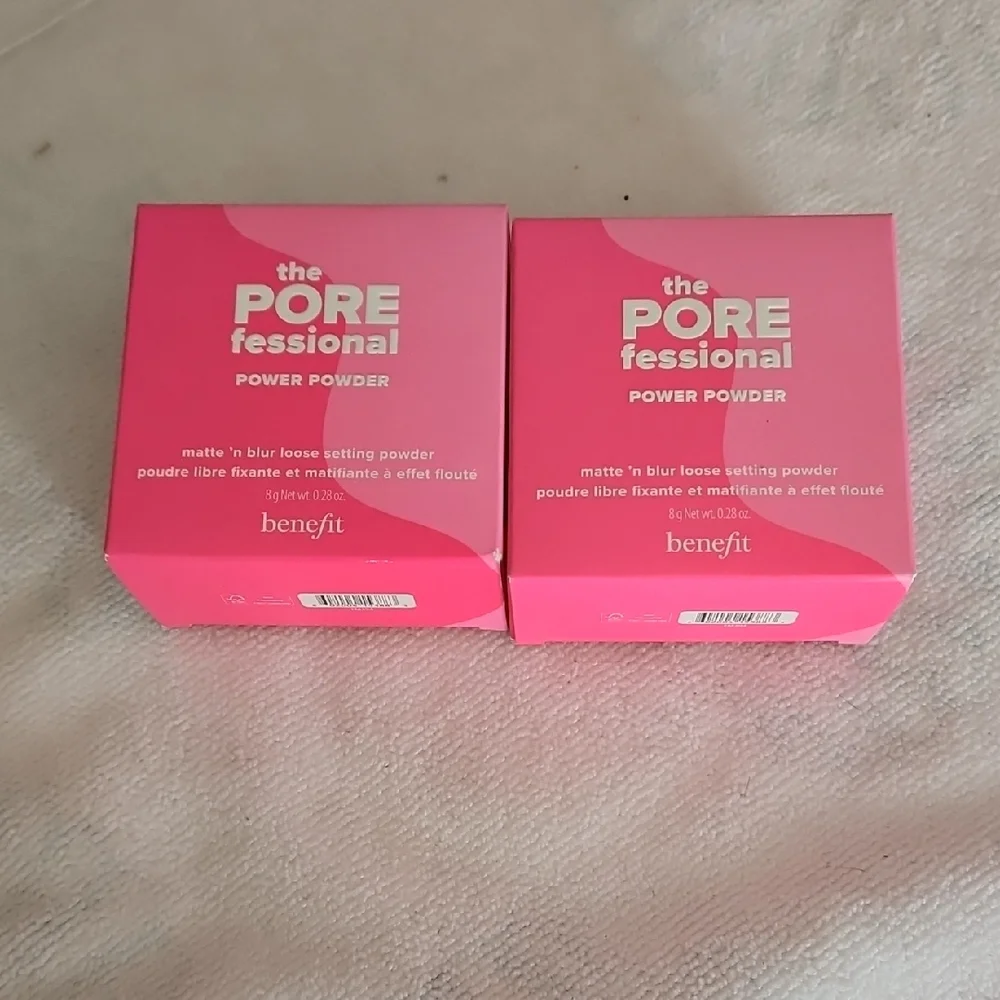 the
PORE
fessional
POWER POWDER
matte 'n blur loose setting powder
poudre libre fixante et matifiante à effet flouté
8 g Net wt. 0.28 oz.
benefit
the
PORE
fessional
POWER POWDER
matte 'n blur loose setting powder
poudre libre fixante et matifiante à effet flouté
8 g Net wt. 0.28 oz.
benefit